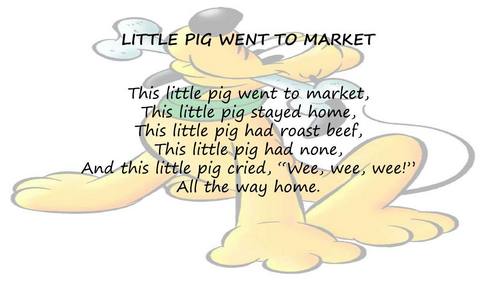 LITTLE PIG WENT TO MARKET
This little pig went to market,
This little pig stayed home,
This little pig had roast beef,
This little pig had none,
And this little pig cried, “Wee, wee, wee!”
All the way home.